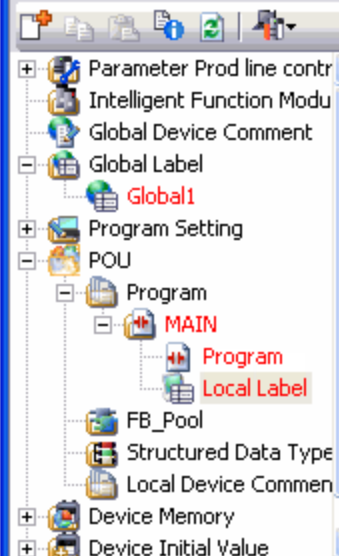 Parameter Prod line contr
Intelligent Function Modu
Global Device Comment
Global Label
Global1
Program Setting
POU
Program
MAIN
Program
Local Label
FB_Pool
Structured Data Type
Local Device Commen
Device Memory
Device Initial Value